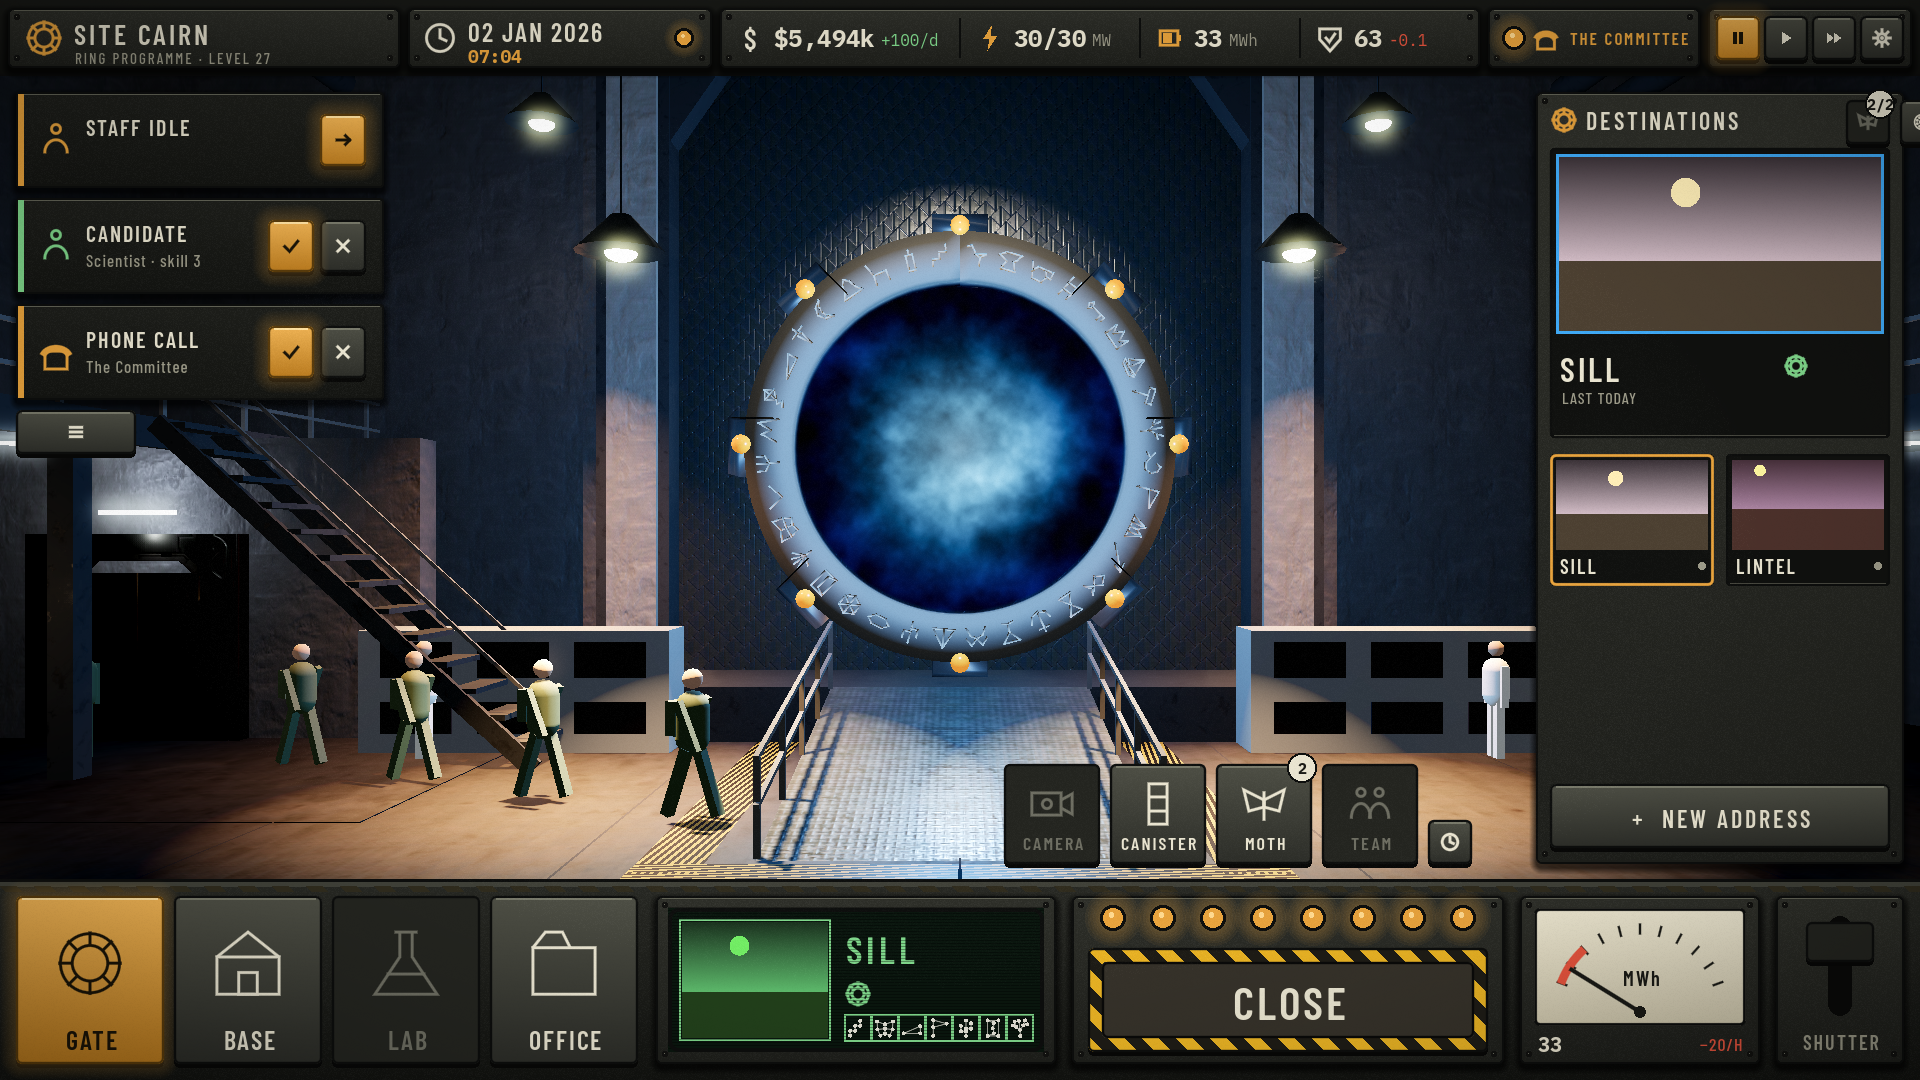 SITE CAIRN
RING PROGRAMME · LEVEL 27
02 JAN 2026
07:04
$ $5,494k +100/d
30/30 MW
33 MWh
63 -0.1
THE COMMITTEE
STAFF IDLE
CANDIDATE
Scientist · skill 3
PHONE CALL
The Committee
DESTINATIONS
2/2
SILL
LAST TODAY
SILL
LINTEL
+ NEW ADDRESS
CAMERA
CANISTER
2
MOTH
TEAM
GATE
BASE
LAB
OFFICE
SILL
CLOSE
MWh
33
−20/H
SHUTTER